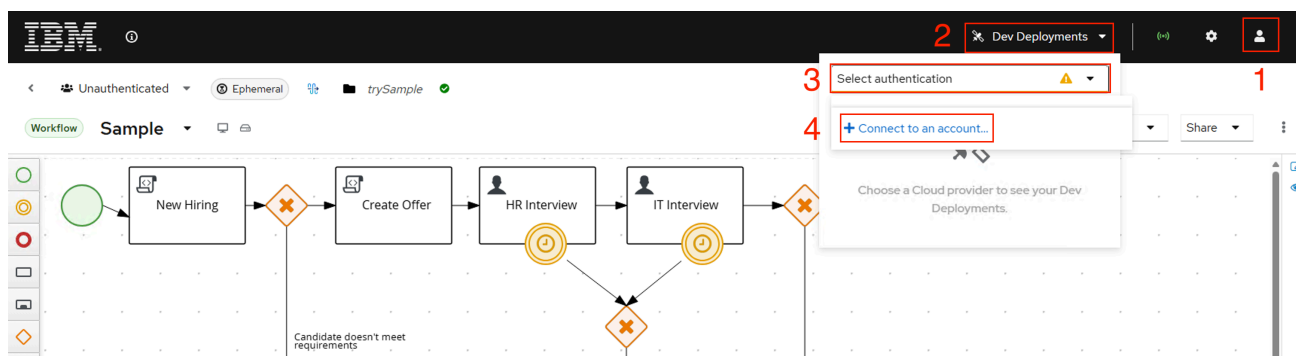 IBM.
2
Dev Deployments
1
3
Select authentication
Unauthenticated
Ephemeral
trySample
4
+ Connect to an account...
Workflow
Sample
Share
Choose a Cloud provider to see your Dev
Deployments.
New Hiring
Create Offer
HR Interview
IT Interview
Candidate doesn't meet
requirements